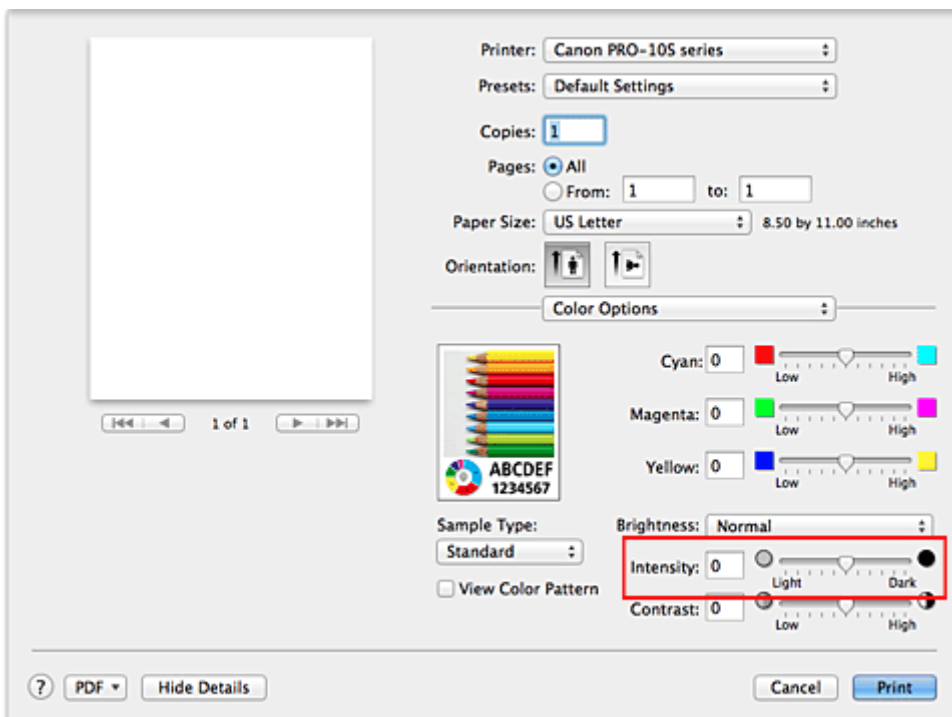 Printer: Canon PRO-10S series
Presets: Default Settings
Copies: 1
Pages: All
From: 1 to: 1
Paper Size: US Letter 8.50 by 11.00 inches
Orientation:
Color Options
1 of 1
Cyan: 0
Low High
Magenta: 0
Low High
Yellow: 0
Low High
ABCDEF
1234567
Sample Type:
Standard
View Color Pattern
Brightness: Normal
Intensity: 0
Light Dark
Contrast: 0
Low High
? PDF Hide Details Cancel Print